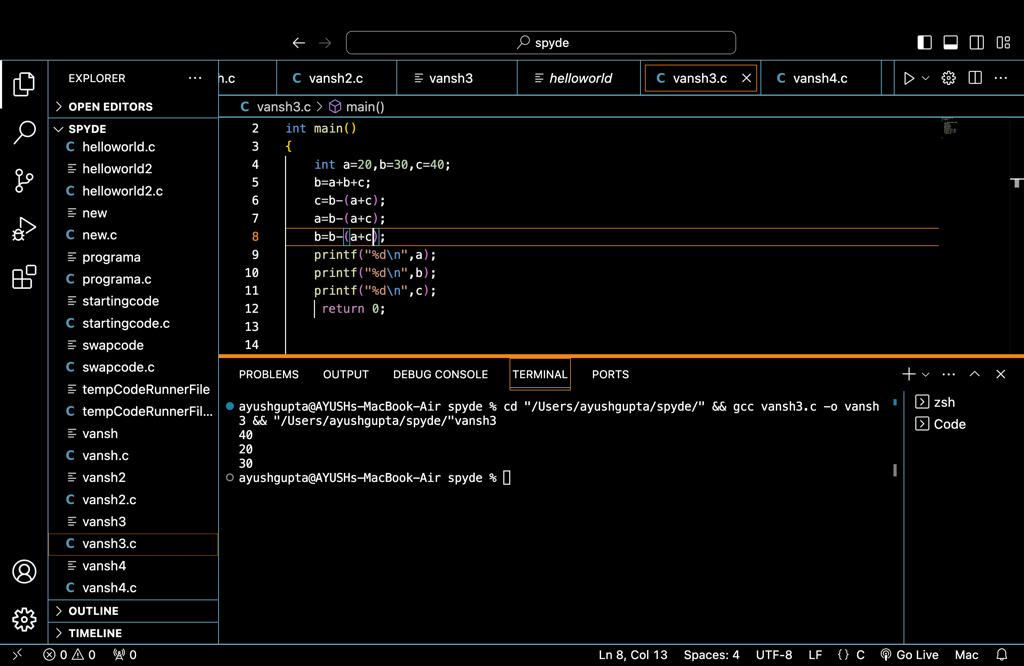 spyde
EXPLORER
OPEN EDITORS
SPYDE
C helloworld.c
helloworld2
C helloworld2.c
new
C new.c
programa
C programa.c
startingcode
C startingcode.c
swapcode
C swapcode.c
tempCodeRunnerFile
C tempCodeRunnerFil...
vansh
C vansh.c
vansh2
C vansh2.c
vansh3
C vansh3.c
vansh4
C vansh4.c
OUTLINE
TIMELINE
h.c
C vansh2.c
vansh3
helloworld
C vansh3.c
C vansh4.c
C vansh3.c > main()
2 int main()
3 {
4 int a=20,b=30,c=40;
5 b=a+b+c;
6 c=b-(a+c);
7 a=b-(a+c);
8 b=b-(a+c);
9 printf("%d\n",a);
10 printf("%d\n",b);
11 printf("%d\n",c);
12 return 0;
13
14
PROBLEMS OUTPUT DEBUG CONSOLE TERMINAL PORTS
ayushgupta@AYUSHs-MacBook-Air spyde % cd "/Users/ayushgupta/spyde/" && gcc vansh3.c -o vansh
3 && "/Users/ayushgupta/spyde/"vansh3
40
20
30
ayushgupta@AYUSHs-MacBook-Air spyde %
zsh
Code
0 0 0
Ln 8, Col 13 Spaces: 4 UTF-8 LF {} C Go Live Mac